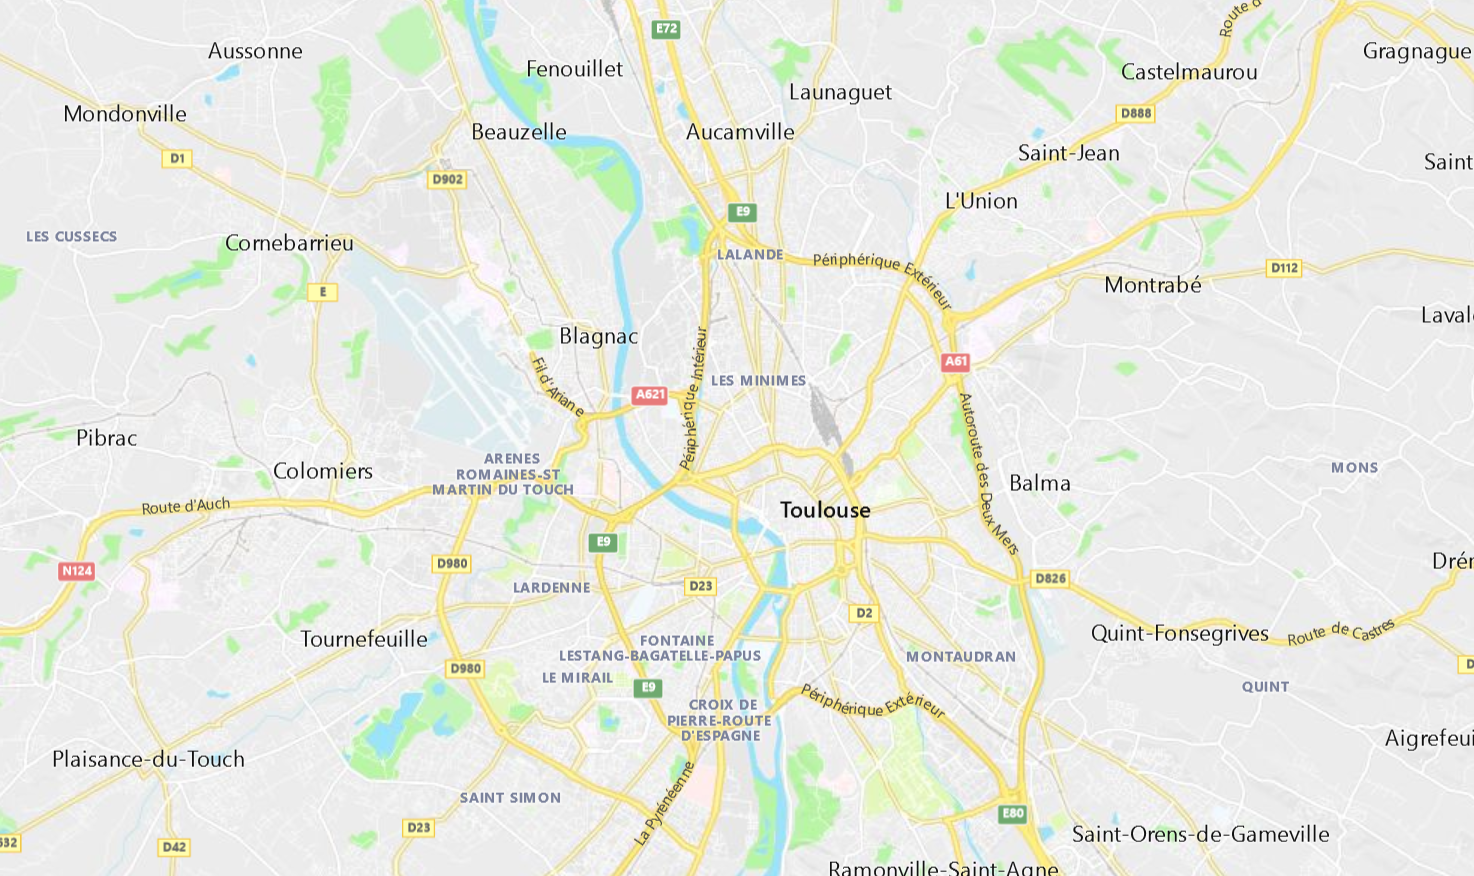 E72
Route d
Aussonne
Gragnague
Fenouillet
Castelmaurou
Launaguet
Mondonville
D888
Beauzelle
Aucamville
Saint-Jean
D1
Saint
D902
L'Union
E9
LES CUSSECS
Cornebarrieu
LALANDE
Périphérique Extérieur
D112
Montrabé
E
Laval
Blagnac
Périphérique Intérieur
A61
Fil d'Ariane
LES MINIMES
A621
Autoroute des Deux Mers
Pibrac
ARENES
ROMAINES-ST
MARTIN DU TOUCH
Colomiers
MONS
Balma
Route d'Auch
Toulouse
E9
D980
Drém
N124
D826
LARDENNE
D23
D2
Quint-Fonsegrives
Route de Castres
Tournefeuille
FONTAINE
LESTANG-BAGATELLE-PAPUS
MONTAUDRAN
D980
D
LE MIRAIL
E9
QUINT
Périphérique Extérieur
CROIX DE
PIERRE-ROUTE
D'ESPAGNE
Aigrefeui
Plaisance-du-Touch
La Pyrénéenne
SAINT SIMON
E80
D23
Saint-Orens-de-Gameville
632
D42
Ramonville-Saint-Agne